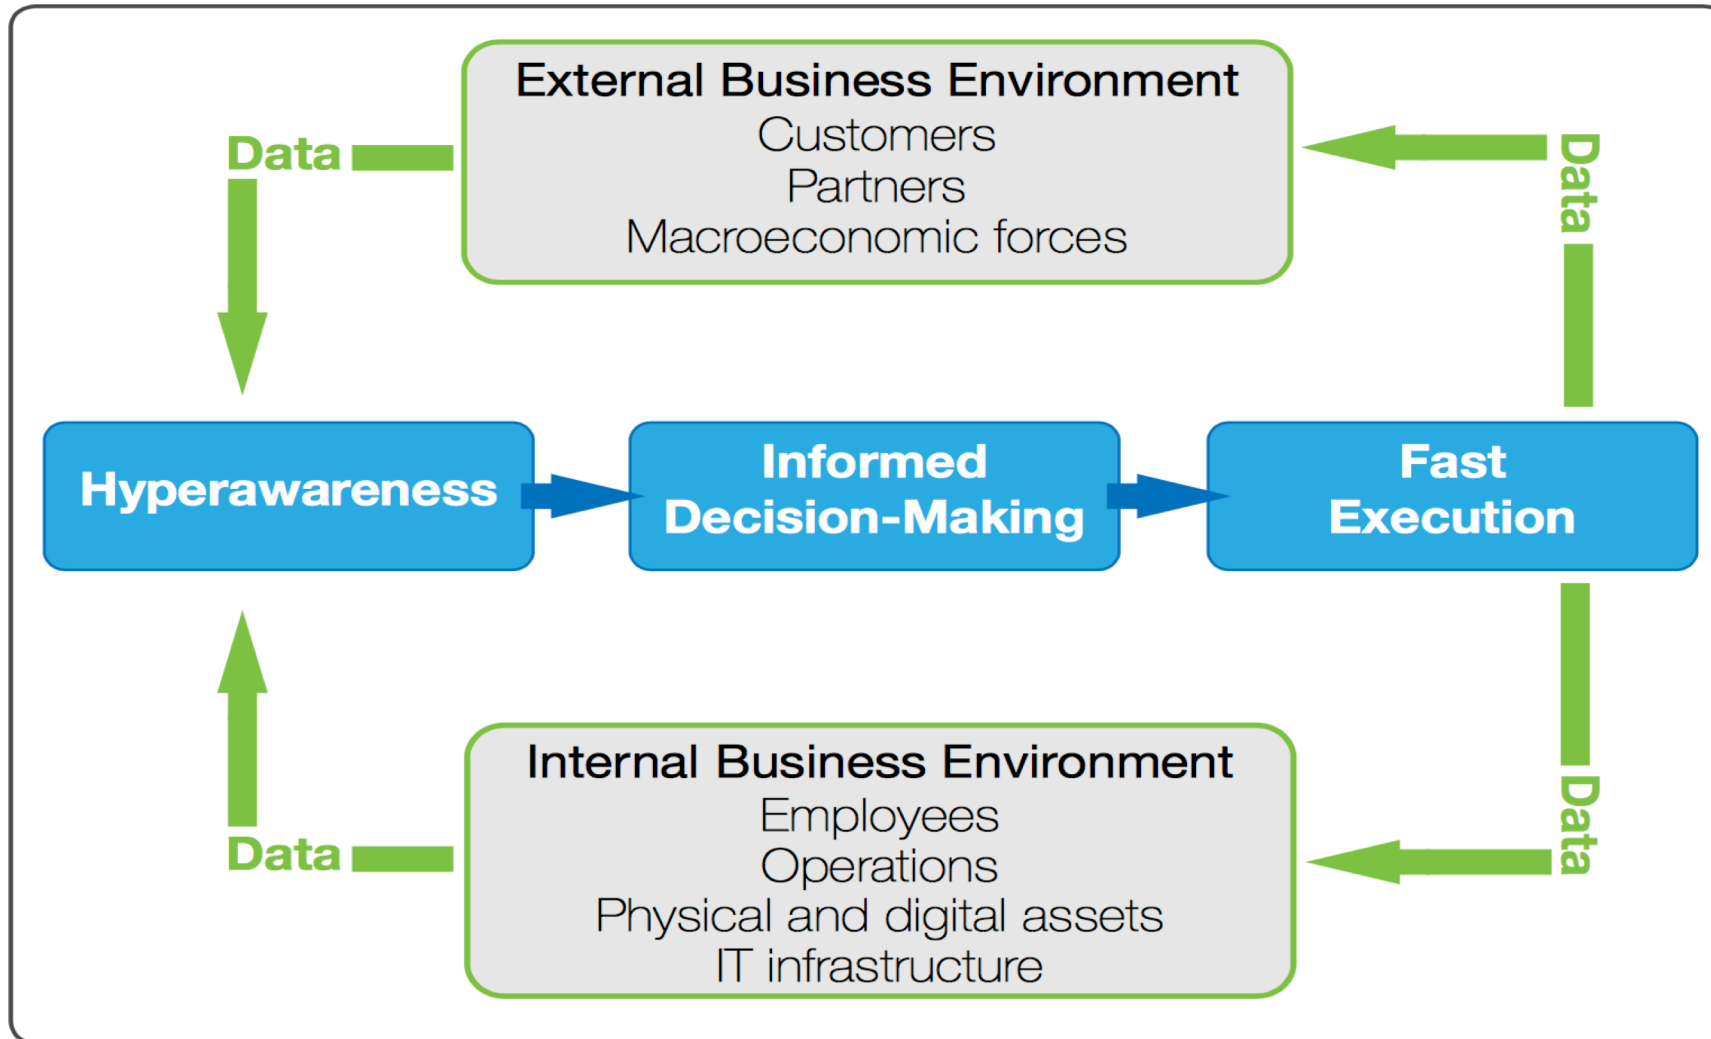 External Business Environment
Customers
Partners
Macroeconomic forces
Data
Data
Hyperawareness
Informed
Decision-Making
Fast
Execution
Internal Business Environment
Employees
Operations
Physical and digital assets
IT infrastructure
Data
Data